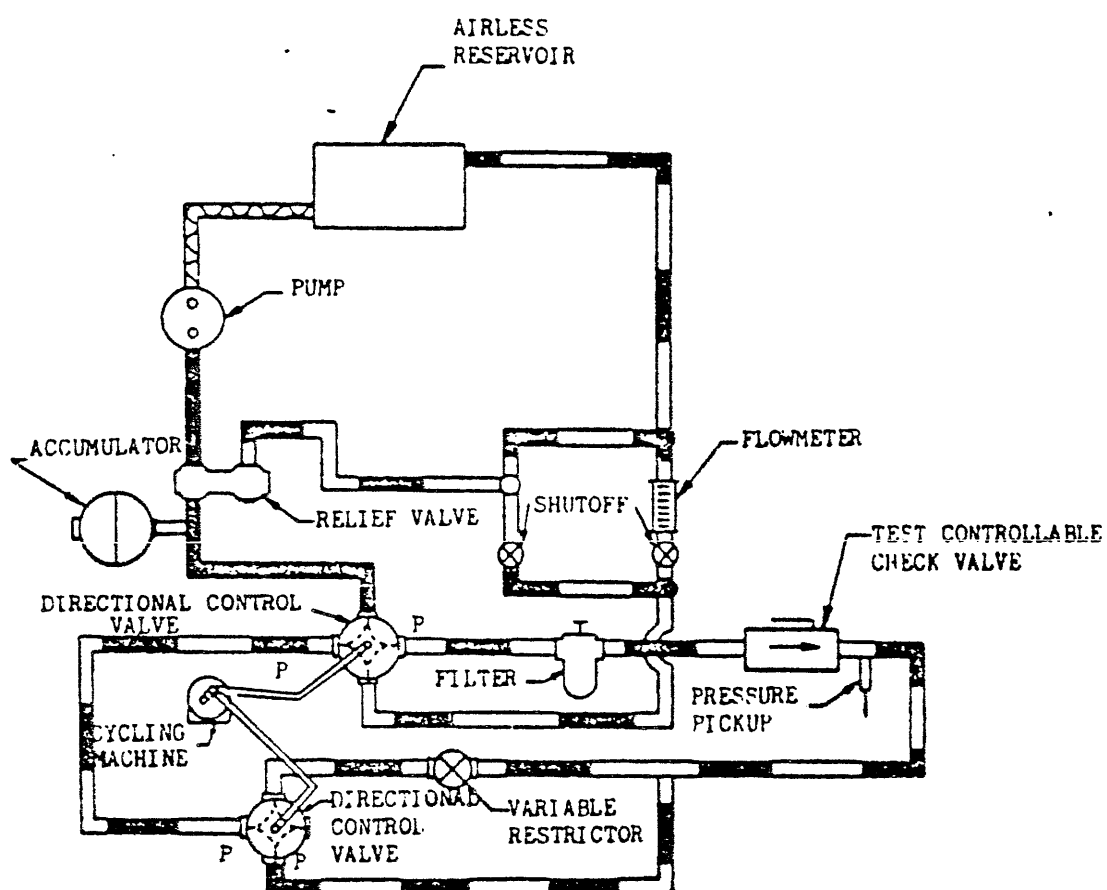 AIRLESS
RESERVOIR
PUMP
ACCUMULATOR
FLOWMETER
RELIEF VALVE
SHUTOFF
TEST CONTROLLABLE
CHECK VALVE
DIRECTIONAL CONTROL
VALVE
P
P
FILTER
PRESSURE
PICKUP
CYCLING
MACHINE
DIRECTIONAL
CONTROL
VALVE
VARIABLE
RESTRICTOR
P
P